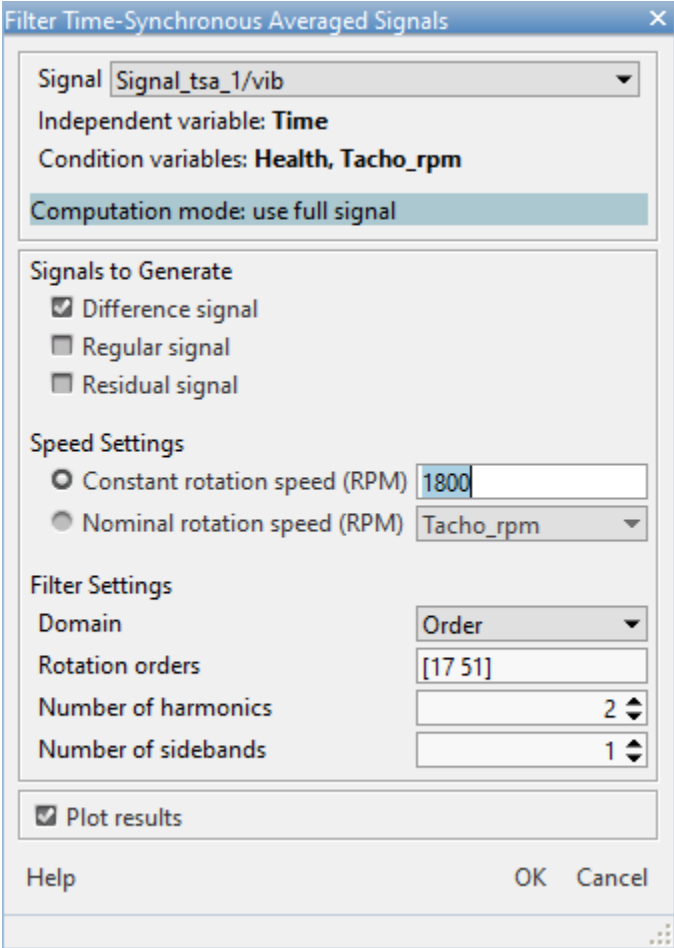 Filter Time-Synchronous Averaged Signals
Signal Signal_tsa_1/vib
Independent variable: Time
Condition variables: Health, Tacho_rpm
Computation mode: use full signal
Signals to Generate
Difference signal
Regular signal
Residual signal
Speed Settings
Constant rotation speed (RPM) 1800
Nominal rotation speed (RPM) Tacho_rpm
Filter Settings
Domain Order
Rotation orders [17 51]
Number of harmonics 2
Number of sidebands 1
Plot results
Help OK Cancel